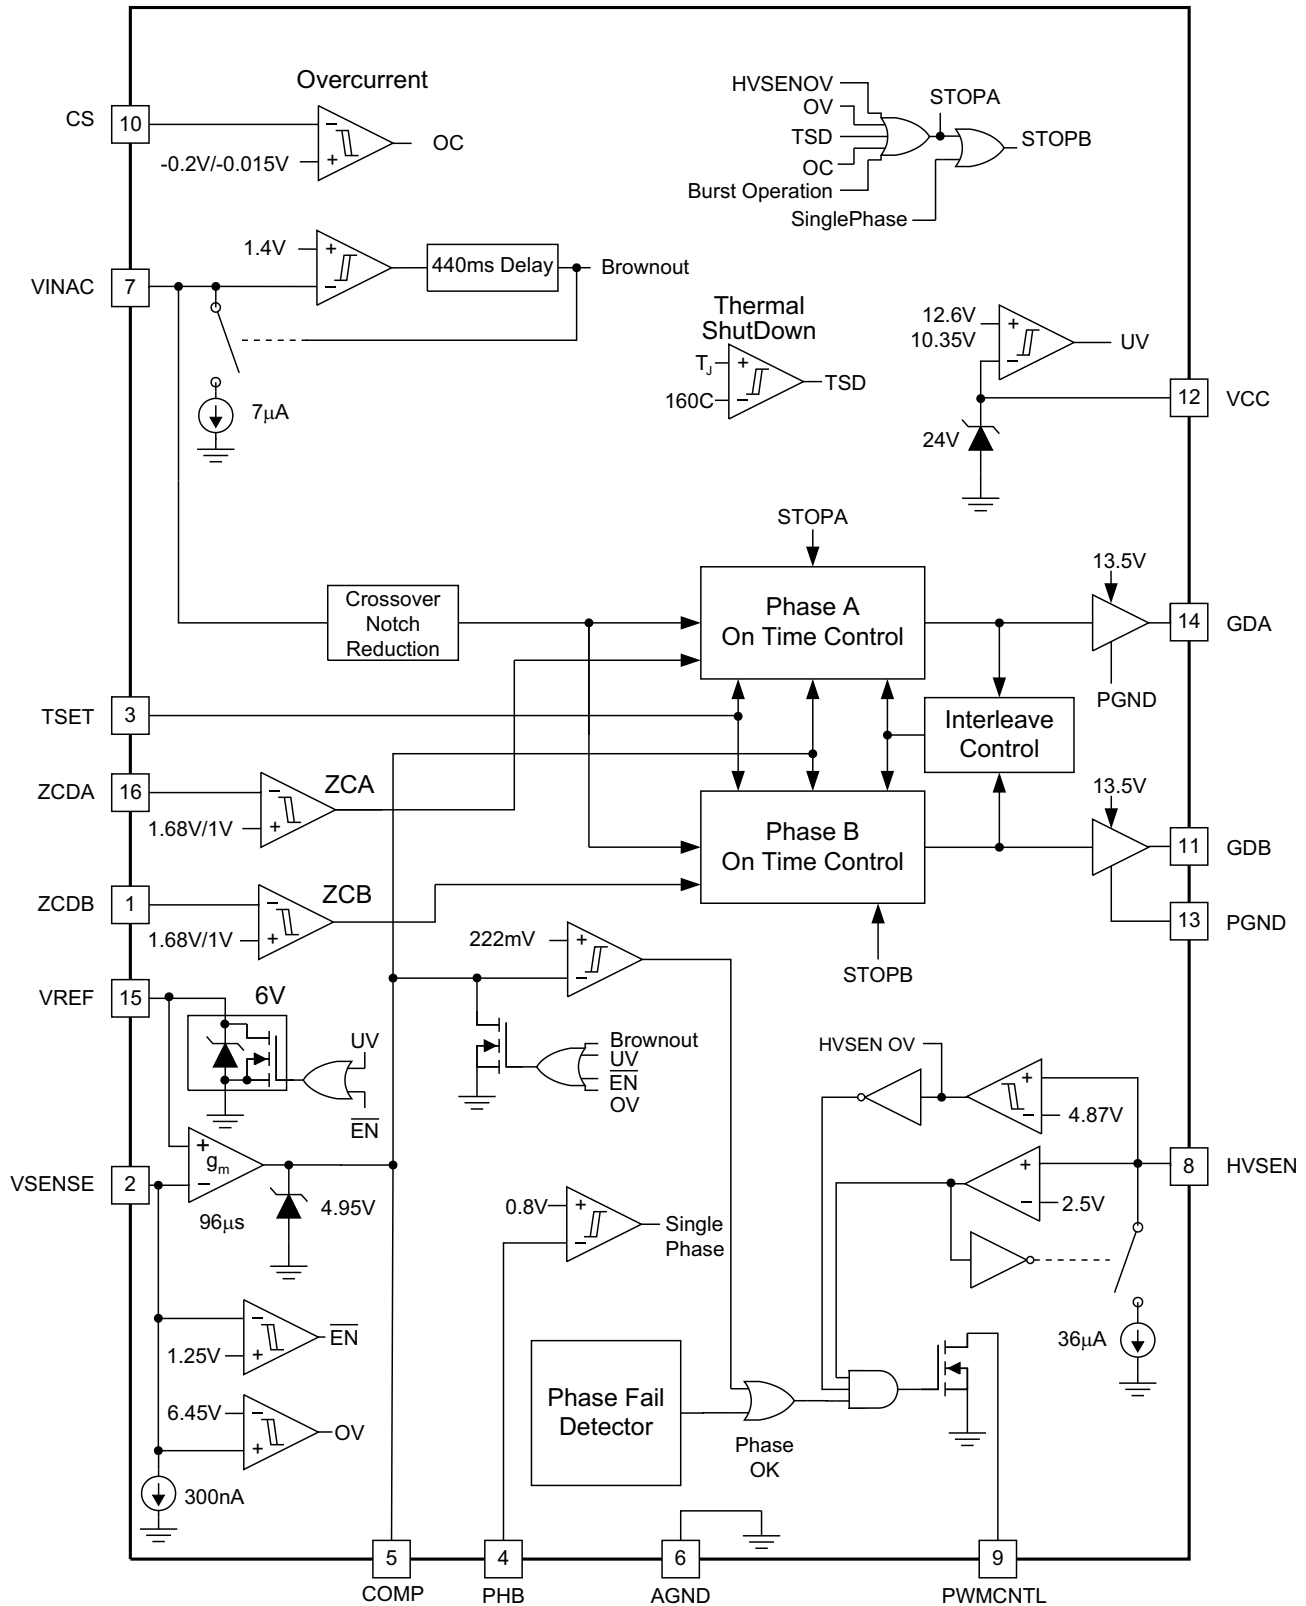 Overcurrent
CS
10
-0.2V/-0.015V
−
+
OC
HVSENOV
OV
TSD
OC
Burst Operation
SinglePhase
STOPA
STOPB
VINAC
7
1.4V
+
−
440ms Delay
Brownout
7μA
Thermal
ShutDown
TJ
160C
+
−
TSD
12.6V
10.35V
+
−
UV
12
VCC
24V
STOPA
Crossover
Notch
Reduction
Phase A
On Time Control
13.5V
14
GDA
PGND
TSET
3
Interleave
Control
ZCDA
16
−
+
ZCA
1.68V/1V
Phase B
On Time Control
13.5V
11
GDB
13
PGND
STOPB
ZCDB
1
−
+
ZCB
1.68V/1V
222mV
+
−
VREF
15
6V
UV
EN
Brownout
UV
EN
OV
HVSEN OV
+
−
4.87V
8
HVSEN
+
−
2.5V
36μA
VSENSE
2
+
gm
−
96μs
4.95V
0.8V
+
−
Single
Phase
−
+
EN
1.25V
6.45V
−
+
OV
300nA
Phase Fail
Detector
Phase
OK
5
COMP
4
PHB
6
AGND
9
PWMCNTL